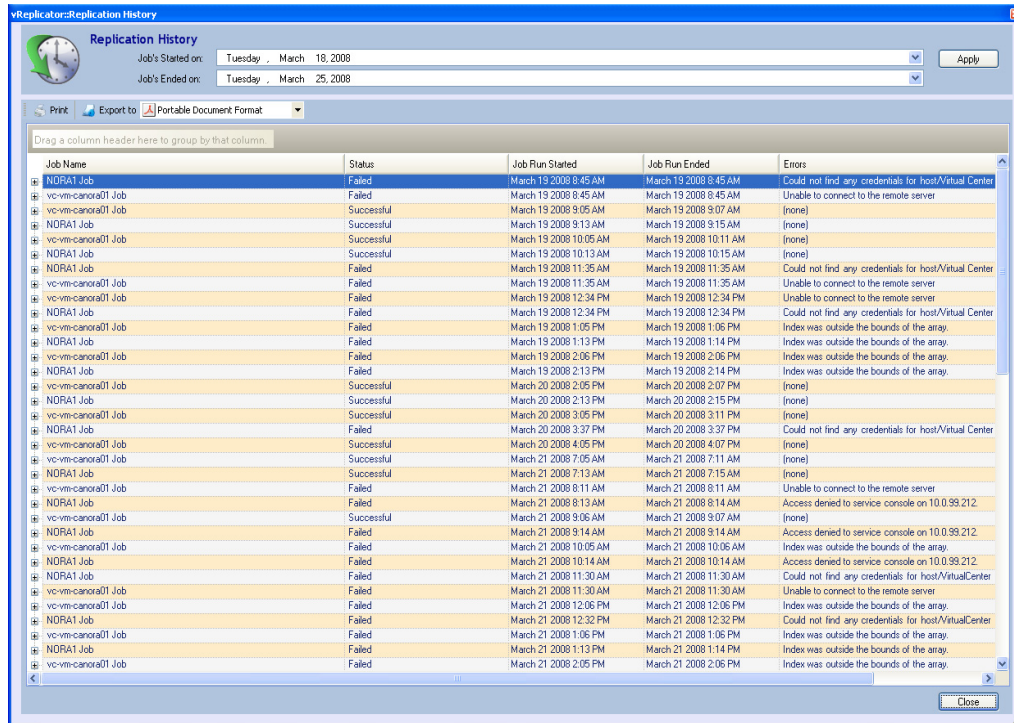 vReplicator::Replication History
Replication History
Job's Started on: Tuesday , March 18, 2008 Apply
Job's Ended on: Tuesday , March 25, 2008
Print Export to Portable Document Format
Drag a column header here to group by that column.
Job Name Status Job Run Started Job Run Ended Errors
NORA1 Job Failed March 19 2008 8:45 AM March 19 2008 8:45 AM Could not find any credentials for host/Virtual Center
vc-vm-canora01 Job Failed March 19 2008 8:45 AM March 19 2008 8:45 AM Unable to connect to the remote server
vc-vm-canora01 Job Successful March 19 2008 9:05 AM March 19 2008 9:07 AM (none)
NORA1 Job Successful March 19 2008 9:13 AM March 19 2008 9:15 AM (none)
vc-vm-canora01 Job Successful March 19 2008 10:05 AM March 19 2008 10:11 AM (none)
NORA1 Job Successful March 19 2008 10:13 AM March 19 2008 10:15 AM (none)
NORA1 Job Failed March 19 2008 11:35 AM March 19 2008 11:35 AM Could not find any credentials for host/Virtual Center
vc-vm-canora01 Job Failed March 19 2008 11:35 AM March 19 2008 11:35 AM Unable to connect to the remote server
vc-vm-canora01 Job Failed March 19 2008 12:34 PM March 19 2008 12:34 PM Unable to connect to the remote server
NORA1 Job Failed March 19 2008 12:34 PM March 19 2008 12:34 PM Could not find any credentials for host/Virtual Center
vc-vm-canora01 Job Failed March 19 2008 1:05 PM March 19 2008 1:06 PM Index was outside the bounds of the array.
NORA1 Job Failed March 19 2008 1:13 PM March 19 2008 1:14 PM Index was outside the bounds of the array.
vc-vm-canora01 Job Failed March 19 2008 2:06 PM March 19 2008 2:06 PM Index was outside the bounds of the array.
NORA1 Job Failed March 19 2008 2:13 PM March 19 2008 2:14 PM Index was outside the bounds of the array.
vc-vm-canora01 Job Successful March 20 2008 2:05 PM March 20 2008 2:07 PM (none)
NORA1 Job Successful March 20 2008 2:13 PM March 20 2008 2:15 PM (none)
vc-vm-canora01 Job Successful March 20 2008 3:05 PM March 20 2008 3:11 PM (none)
NORA1 Job Failed March 20 2008 3:37 PM March 20 2008 3:37 PM Could not find any credentials for host/Virtual Center
vc-vm-canora01 Job Successful March 20 2008 4:05 PM March 20 2008 4:07 PM (none)
vc-vm-canora01 Job Successful March 21 2008 7:05 AM March 21 2008 7:11 AM (none)
NORA1 Job Successful March 21 2008 7:13 AM March 21 2008 7:15 AM (none)
vc-vm-canora01 Job Failed March 21 2008 8:11 AM March 21 2008 8:11 AM Unable to connect to the remote server
NORA1 Job Failed March 21 2008 8:13 AM March 21 2008 8:14 AM Access denied to service console on 10.0.99.212.
vc-vm-canora01 Job Successful March 21 2008 9:06 AM March 21 2008 9:07 AM (none)
NORA1 Job Failed March 21 2008 9:14 AM March 21 2008 9:14 AM Access denied to service console on 10.0.99.212.
vc-vm-canora01 Job Failed March 21 2008 10:05 AM March 21 2008 10:06 AM Index was outside the bounds of the array.
NORA1 Job Failed March 21 2008 10:14 AM March 21 2008 10:14 AM Access denied to service console on 10.0.99.212.
NORA1 Job Failed March 21 2008 11:30 AM March 21 2008 11:30 AM Could not find any credentials for host/VirtualCenter
vc-vm-canora01 Job Failed March 21 2008 11:30 AM March 21 2008 11:30 AM Unable to connect to the remote server
vc-vm-canora01 Job Failed March 21 2008 12:06 PM March 21 2008 12:06 PM Index was outside the bounds of the array.
NORA1 Job Failed March 21 2008 12:32 PM March 21 2008 12:32 PM Could not find any credentials for host/VirtualCenter
vc-vm-canora01 Job Failed March 21 2008 1:06 PM March 21 2008 1:06 PM Index was outside the bounds of the array.
NORA1 Job Failed March 21 2008 1:13 PM March 21 2008 1:14 PM Index was outside the bounds of the array.
vc-vm-canora01 Job Failed March 21 2008 2:05 PM March 21 2008 2:06 PM Index was outside the bounds of the array.
Close